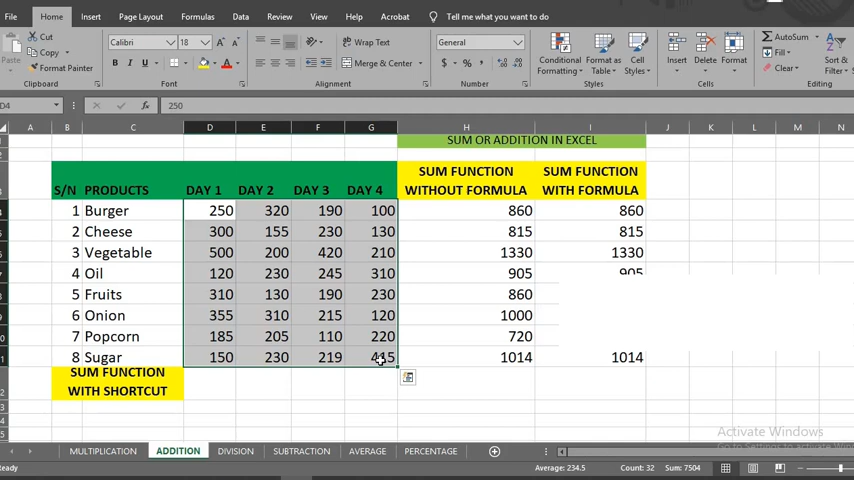 File Home Insert Page Layout Formulas Data Review View Help Acrobat Tell me what you want to do
Cut
Copy
Format Painter
Paste
Calibri 18
B I U
Wrap Text
Merge & Center
General
$ %
Conditional Formatting
Format as Table
Cell Styles
Insert Delete Format
AutoSum
Fill
Clear
Sort & Filter
Clipboard Font Alignment Number Styles Cells
D4 fx 250
A B C D E F G H I J K L M N
SUM OR ADDITION IN EXCEL
S/N PRODUCTS DAY 1 DAY 2 DAY 3 DAY 4 SUM FUNCTION WITHOUT FORMULA SUM FUNCTION WITH FORMULA
1 Burger 250 320 190 100 860 860
2 Cheese 300 155 230 130 815 815
3 Vegetable 500 200 420 210 1330 1330
4 Oil 120 230 245 310 905 905
5 Fruits 310 130 190 230 860
6 Onion 355 310 215 120 1000
7 Popcorn 185 205 110 220 720
8 Sugar 150 230 219 415 1014 1014
SUM FUNCTION
WITH SHORTCUT
Activate Windows
MULTIPLICATION ADDITION DIVISION SUBTRACTION AVERAGE PERCENTAGE
Ready Average: 234.5 Count: 32 Sum: 7504